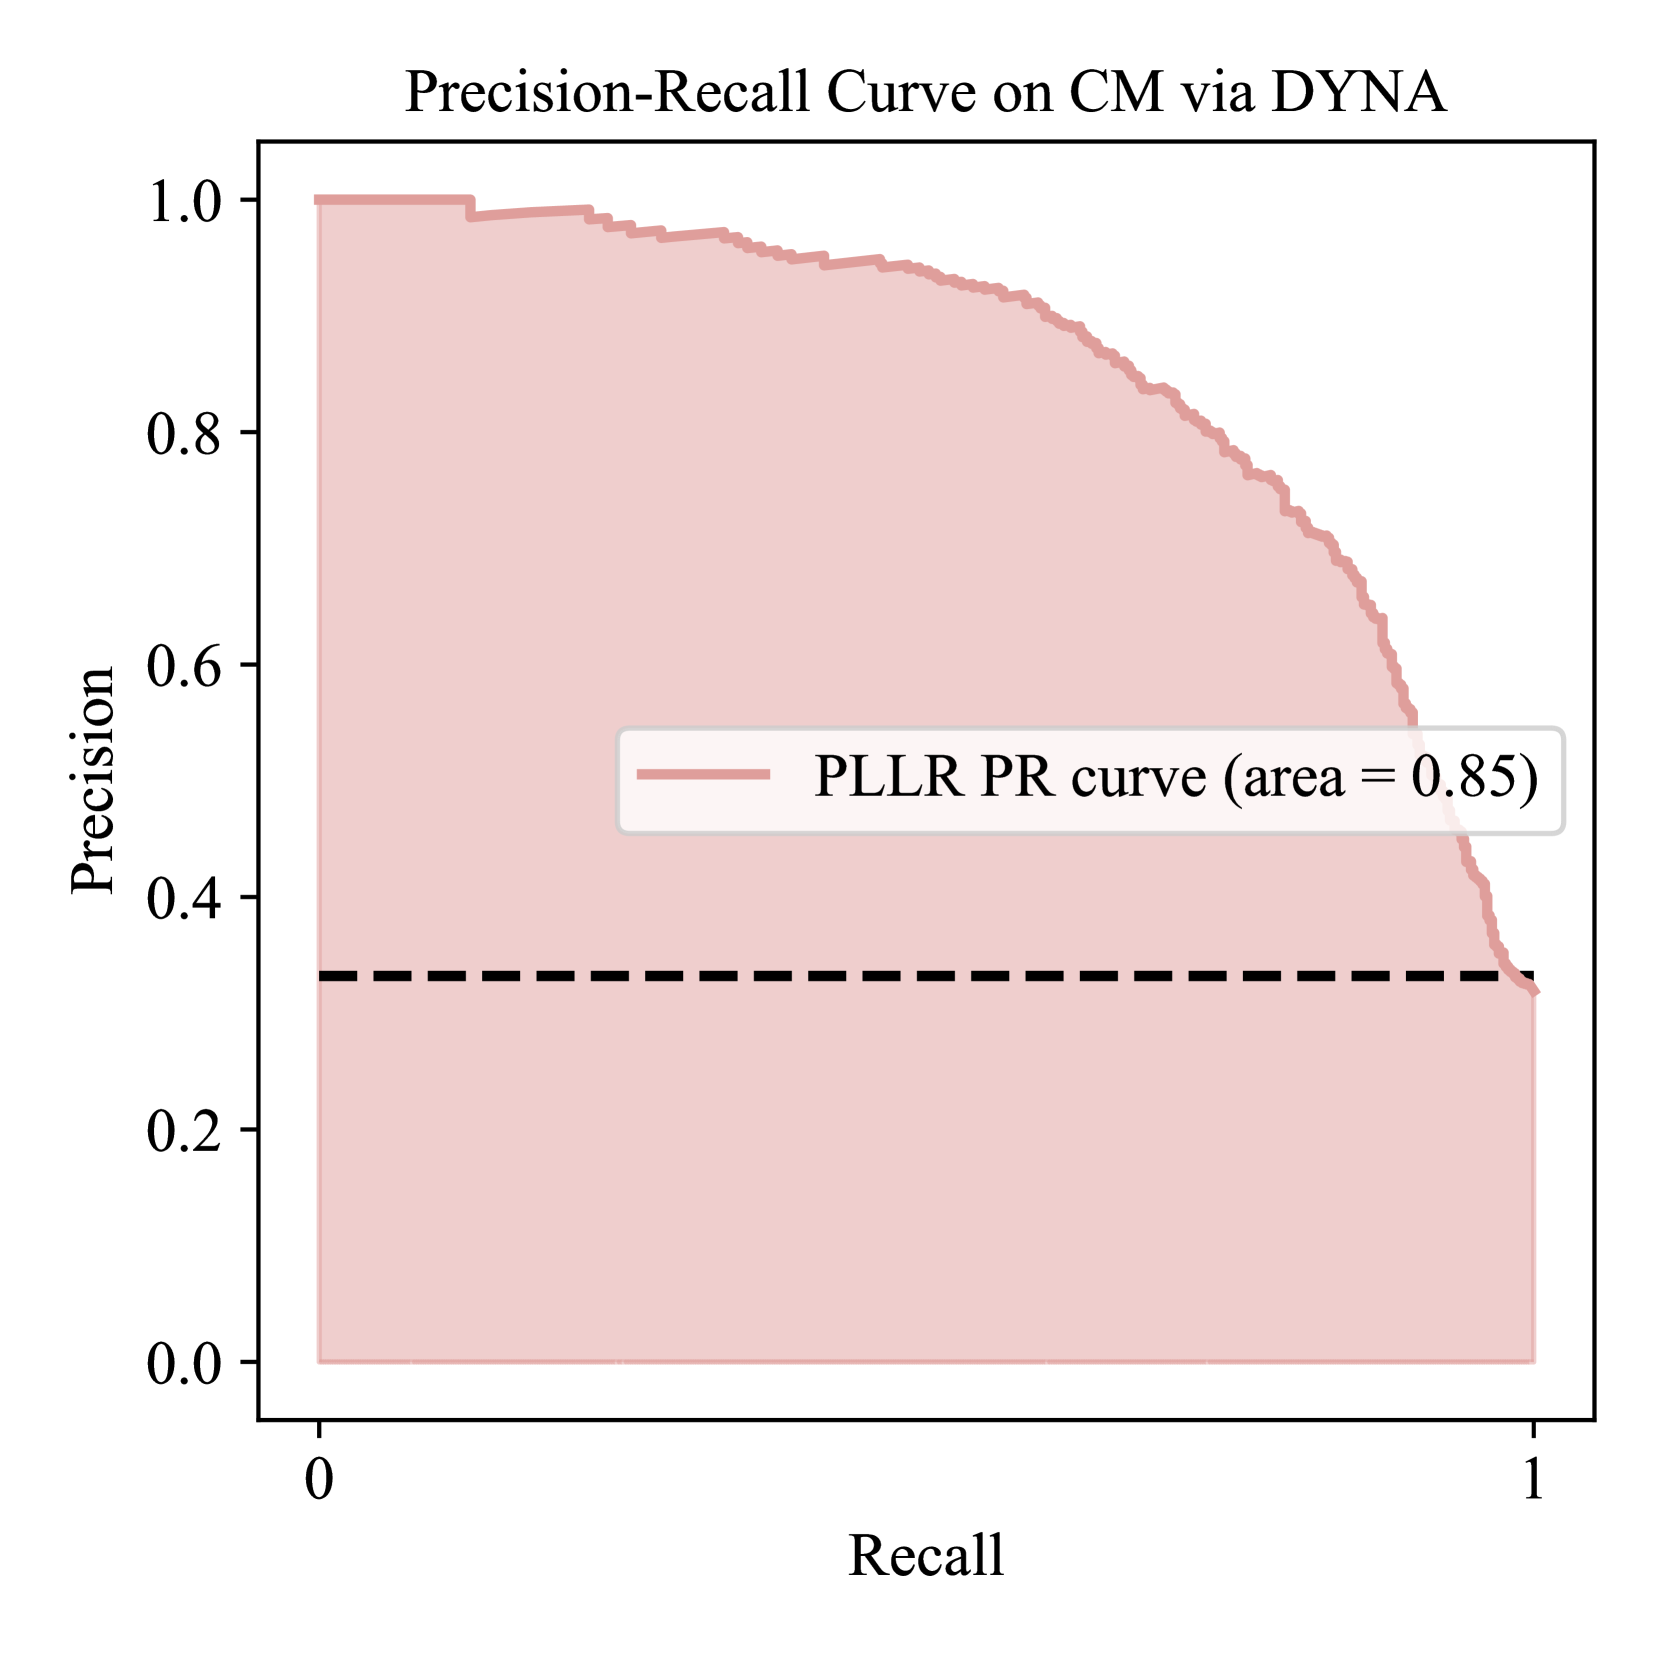 Precision-Recall Curve on CM via DYNA
1.0
0.8
0.6
0.4
0.2
0.0
Precision
PLLR PR curve (area = 0.85)
0
1
Recall